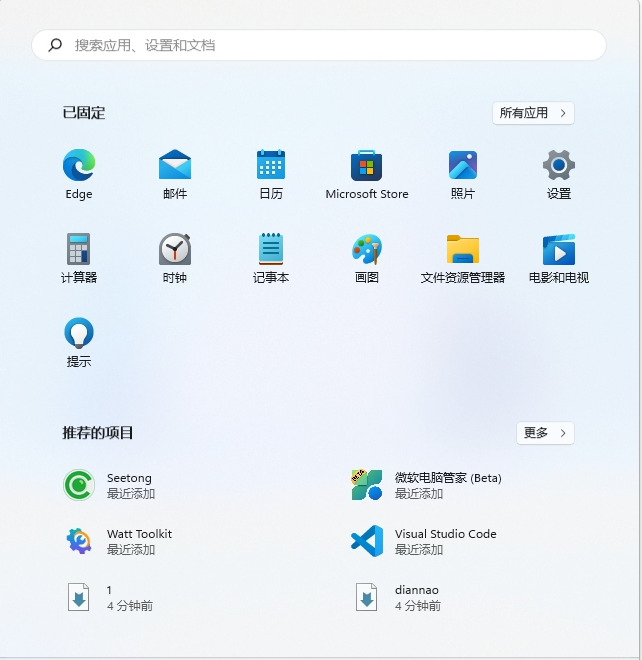 搜索应用、设置和文档
已固定
所有应用
Edge
邮件
日历
Microsoft Store
照片
设置
计算器
时钟
记事本
画图
文件资源管理器
电影和电视
提示
推荐的项目
更多
Seetong
最近添加
BETA
微软电脑管家 (Beta)
最近添加
Watt Toolkit
最近添加
Visual Studio Code
最近添加
1
4 分钟前
diannao
4 分钟前